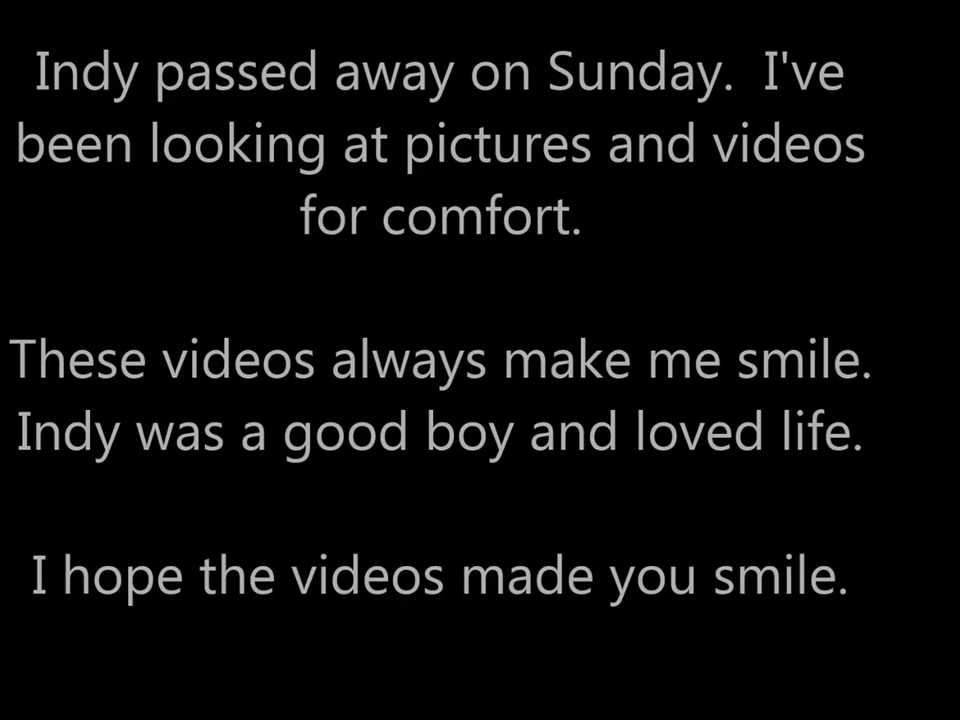 Indy passed away on Sunday.  I've
been looking at pictures and videos
for comfort.
These videos always make me smile.
Indy was a good boy and loved life.
I hope the videos made you smile.